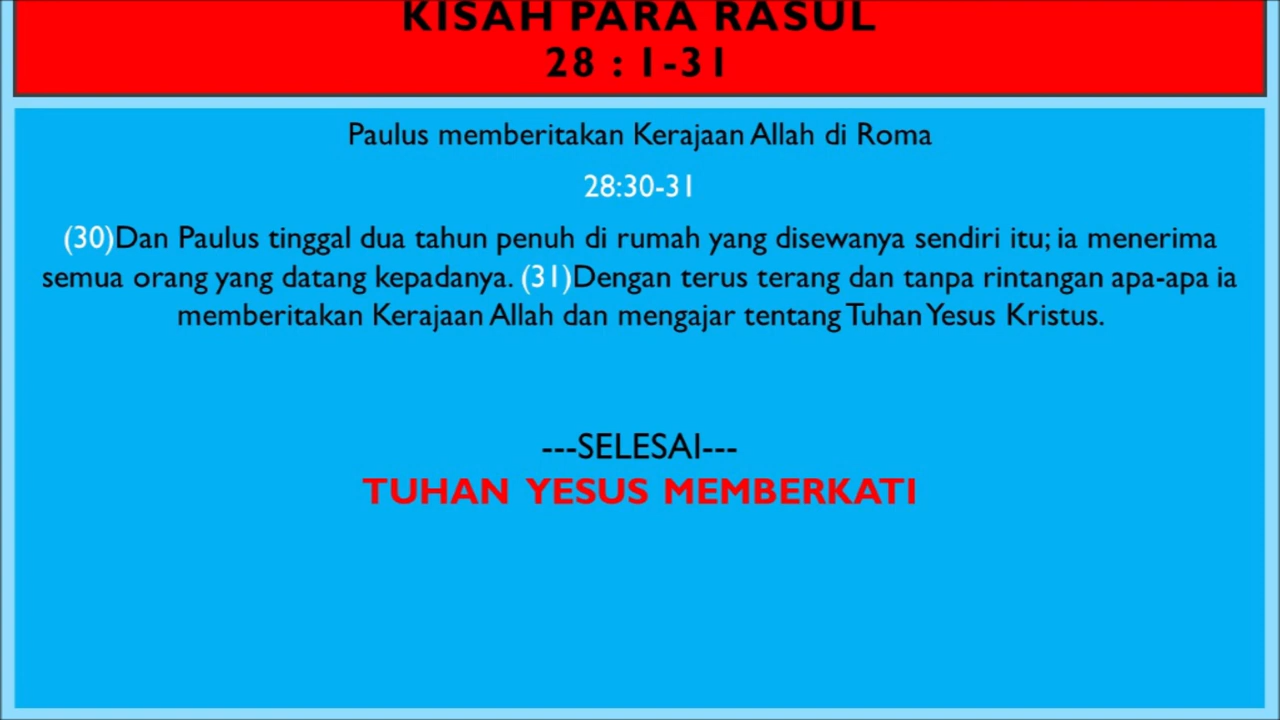 KISAH PARA RASUL
28 : 1-31
Paulus memberitakan Kerajaan Allah di Roma
28:30-31
(30)Dan Paulus tinggal dua tahun penuh di rumah yang disewanya sendiri itu; ia menerima
semua orang yang datang kepadanya. (31)Dengan terus terang dan tanpa rintangan apa-apa ia
memberitakan Kerajaan Allah dan mengajar tentang Tuhan Yesus Kristus.
---SELESAI---
TUHAN YESUS MEMBERKATI